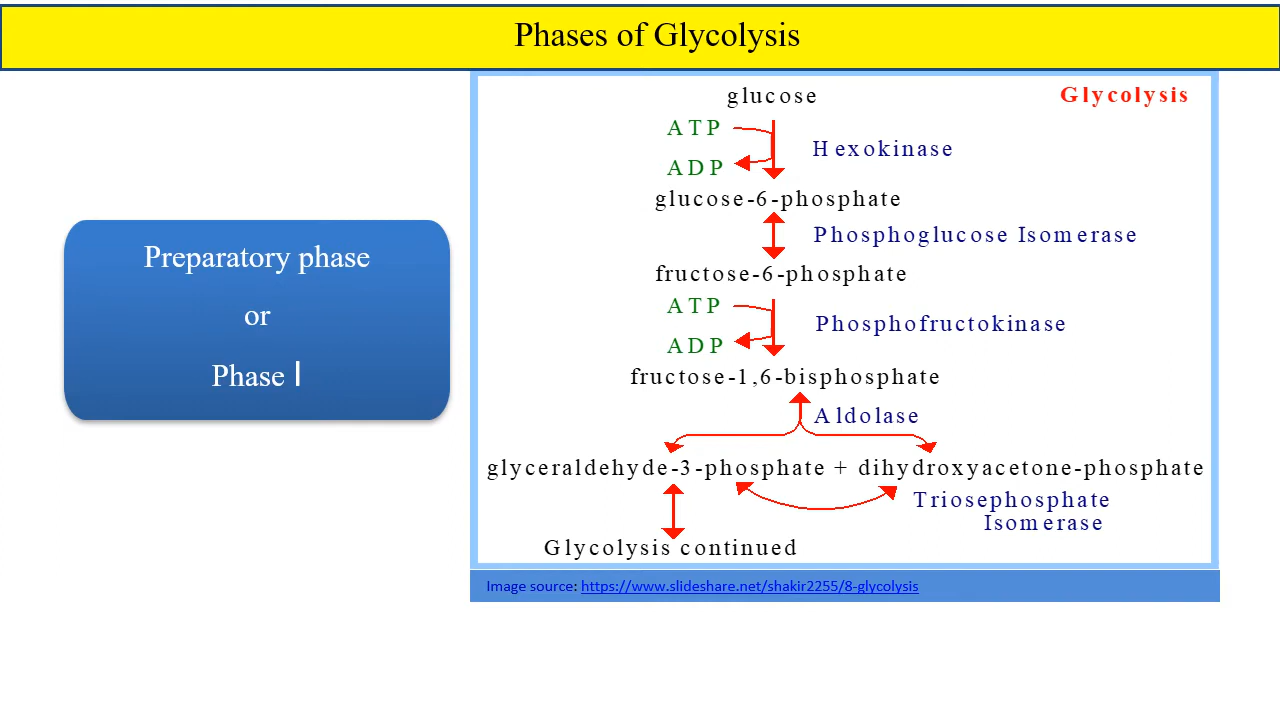 Phases of Glycolysis
Preparatory phase
or
Phase I
Glycolysis
glucose
ATP
ADP
Hexokinase
glucose-6-phosphate
Phosphoglucose Isomerase
fructose-6-phosphate
ATP
ADP
Phosphofructokinase
fructose-1,6-bisphosphate
Aldolase
glyceraldehyde-3-phosphate + dihydroxyacetone-phosphate
Triosephosphate
Isomerase
Glycolysis continued
Image source: https://www.slideshare.net/shakir2255/8-glycolysis